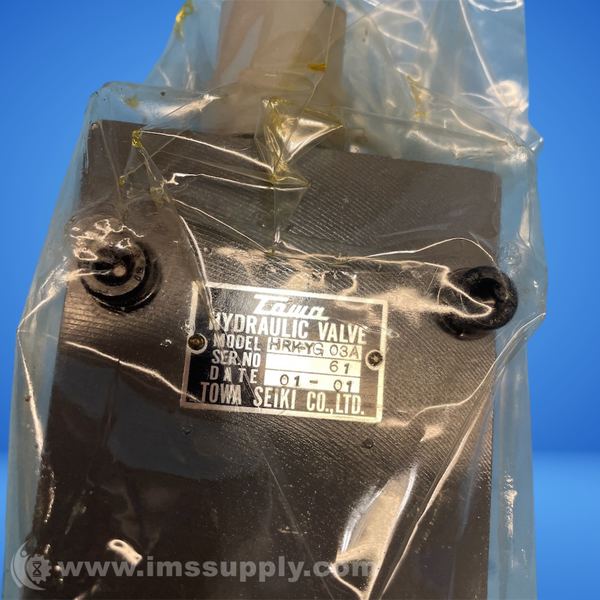 Towa
HYDRAULIC VALVE
MODEL HRK-YG 03A
SER.NO 61
DATE 01-01
TOWA SEIKI CO.,LTD.
www.imssupply.com